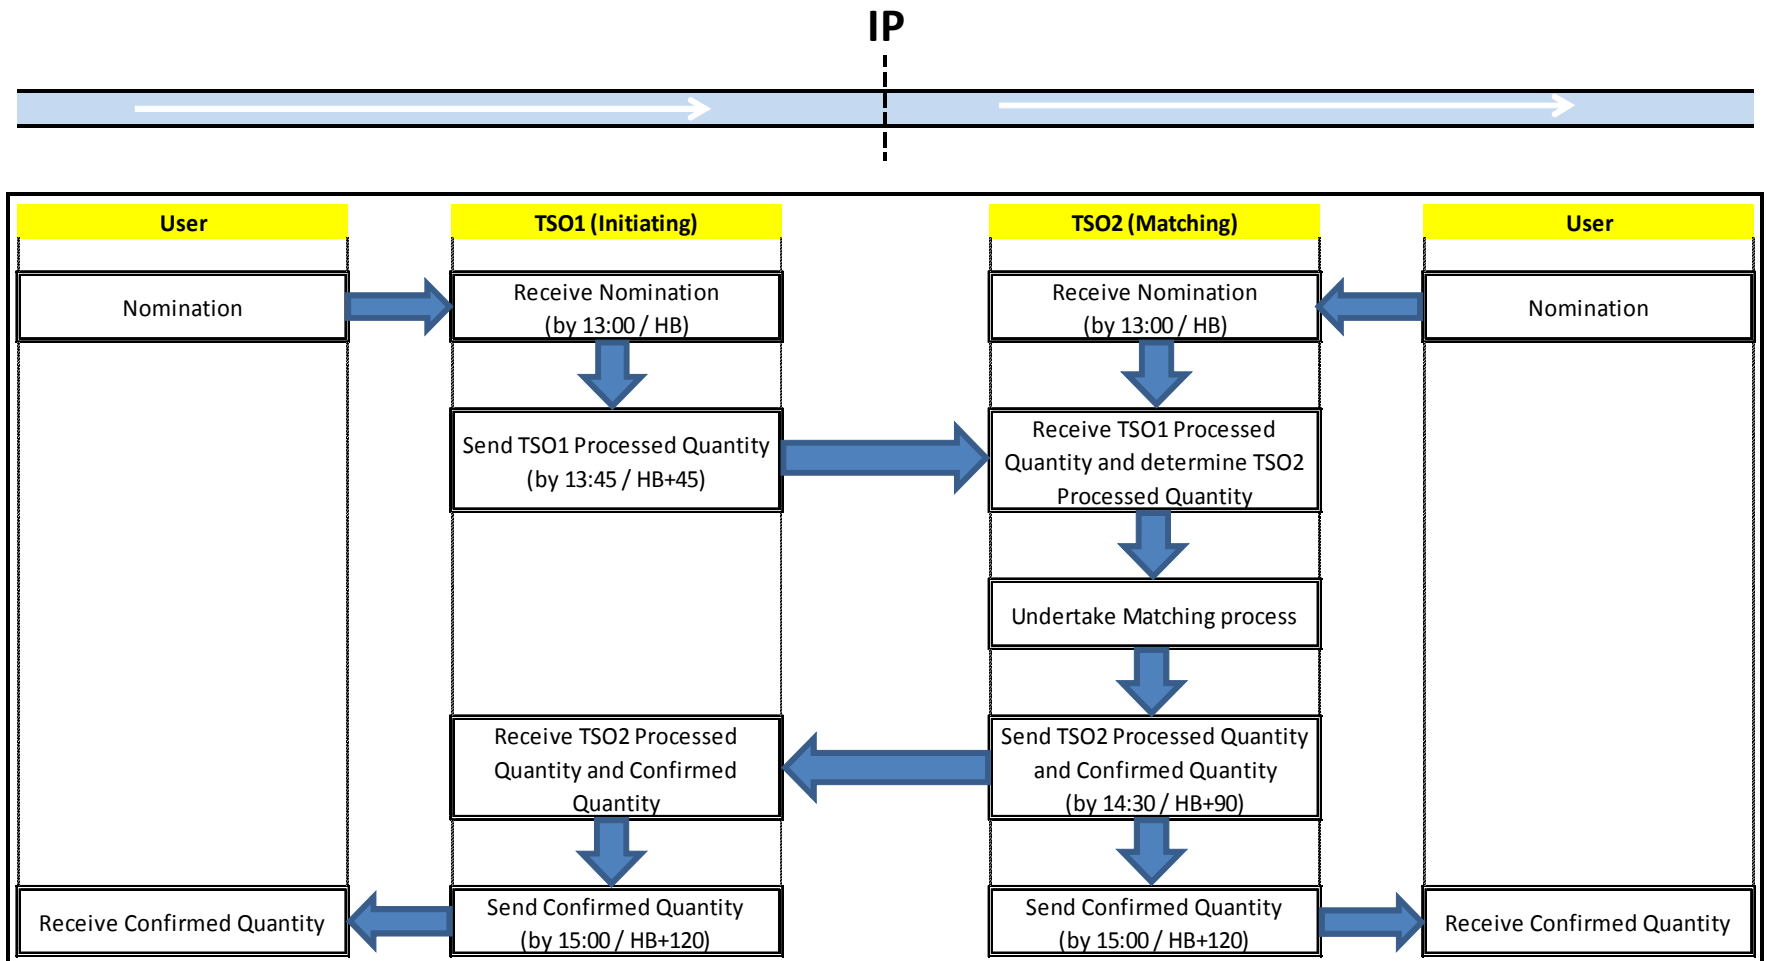 IP
User
TSO1 (Initiating)
TSO2 (Matching)
User
Nomination
Receive Nomination
(by 13:00 / HB)
Receive Nomination
(by 13:00 / HB)
Nomination
Send TSO1 Processed Quantity
(by 13:45 / HB+45)
Receive TSO1 Processed
Quantity and determine TSO2
Processed Quantity
Undertake Matching process
Receive TSO2 Processed
Quantity and Confirmed
Quantity
Send TSO2 Processed Quantity
and Confirmed Quantity
(by 14:30 / HB+90)
Receive Confirmed Quantity
Send Confirmed Quantity
(by 15:00 / HB+120)
Send Confirmed Quantity
(by 15:00 / HB+120)
Receive Confirmed Quantity